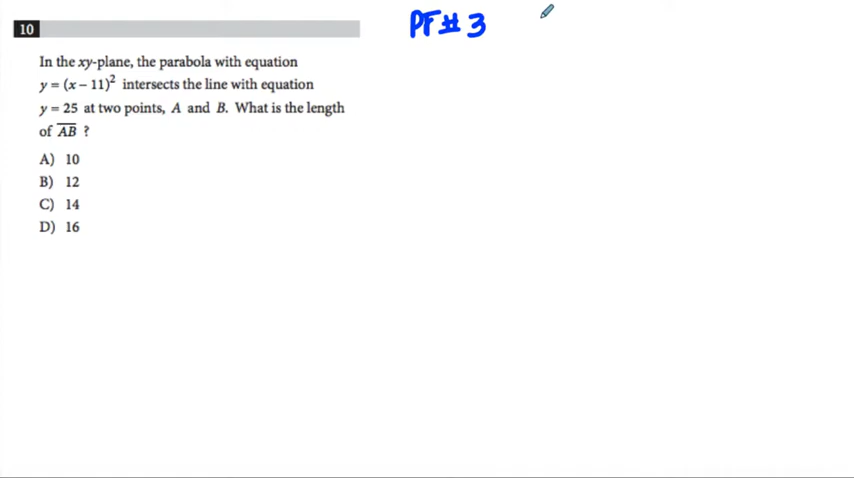 PF#3
10
In the xy-plane, the parabola with equation
y = (x – 11)² intersects the line with equation
y = 25 at two points, A and B. What is the length
of A̅B̅ ?
A) 10
B) 12
C) 14
D) 16